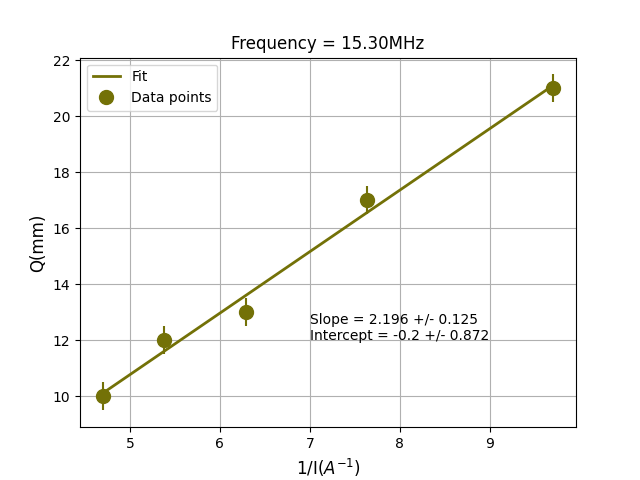 Frequency = 15.30MHz
Fit
Data points
22
20
18
16
14
12
10
Q(mm)
Slope = 2.196 +/- 0.125
Intercept = -0.2 +/- 0.872
5 6 7 8 9
1/I(A⁻¹)